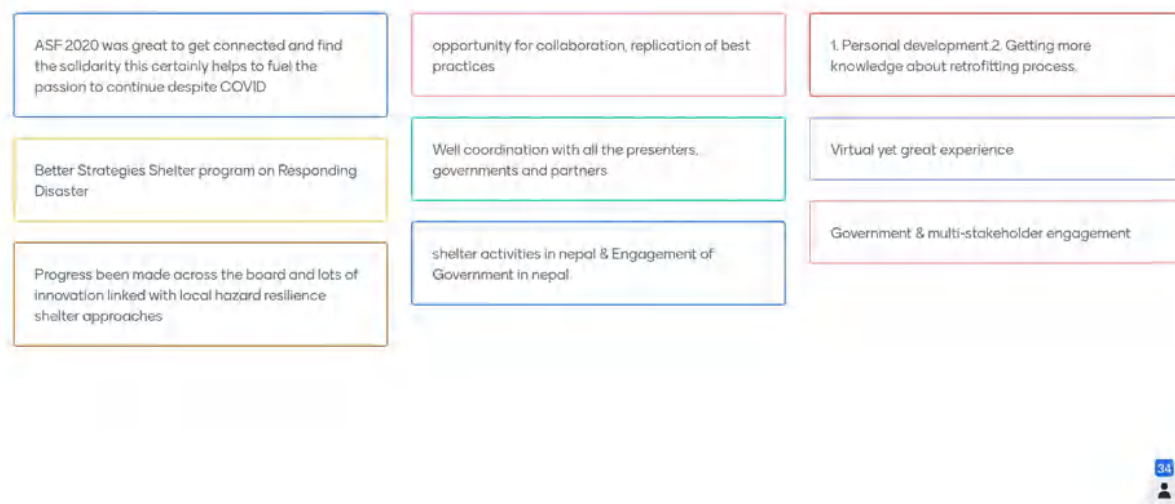 ASF 2020 was great to get connected and find
the solidarity this certainly helps to fuel the
passion to continue despite COVID
Better Strategies Shelter program on Responding
Disaster
Progress been made across the board and lots of
innovation linked with local hazard resilience
shelter approaches
opportunity for collaboration, replication of best
practices
Well coordination with all the presenters,
governments and partners
shelter activities in nepal & Engagement of
Government in nepal
1. Personal development.2. Getting more
knowledge about retrofitting process.
Virtual yet great experience
Government & multi-stakeholder engagement
34